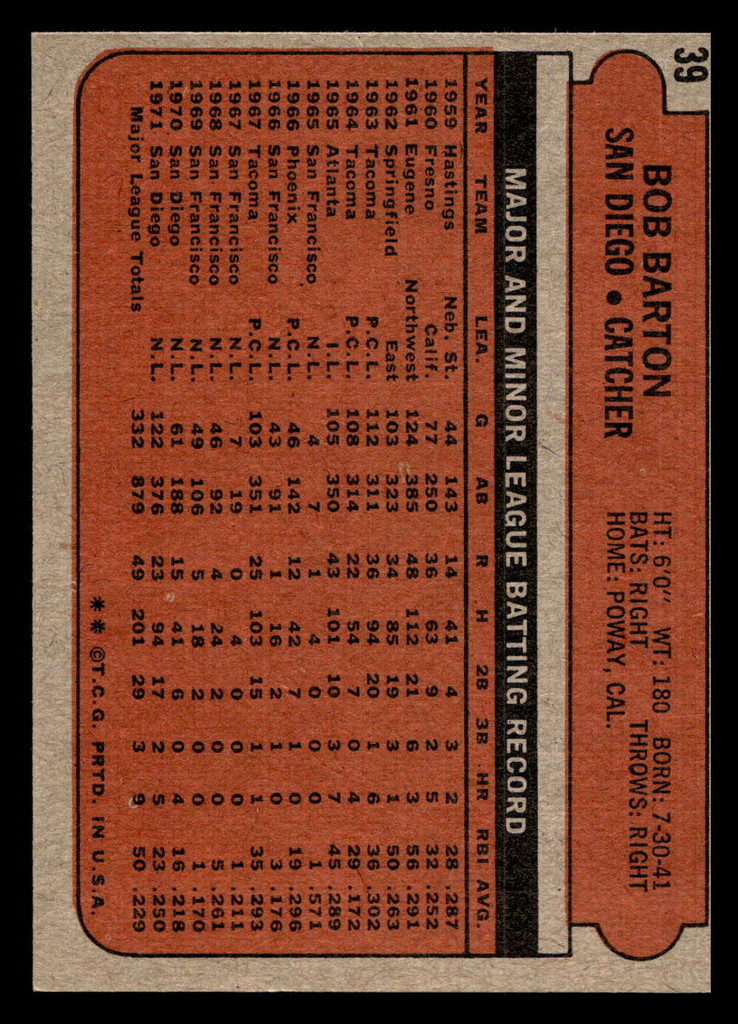 39
BOB BARTON
SAN DIEGO • CATCHER
HT: 6'0" WT: 180 BORN: 7-30-41
BATS: RIGHT THROWS: RIGHT
HOME: POWAY, CAL.
MAJOR AND MINOR LEAGUE BATTING RECORD
YEAR TEAM LEA. G AB R H 2B 3B HR RBI AVG.
1959 Hastings Neb. St. 44 143 14 41 4 3 2 28 .287
1960 Fresno Calif. 77 250 36 63 9 2 5 32 .252
1961 Eugene Northwest 124 385 48 112 21 6 3 56 .291
1962 Springfield East 103 323 34 85 19 3 1 50 .263
1963 Tacoma P.C.L. 112 311 36 94 20 1 6 36 .302
1964 Tacoma P.C.L. 108 314 22 54 7 0 4 29 .172
1965 Atlanta I.L. 105 350 43 101 10 3 7 45 .289
1965 San Francisco N.L. 4 7 1 4 0 0 0 1 .571
1966 Phoenix P.C.L. 46 142 12 42 7 1 0 19 .296
1966 San Francisco N.L. 43 91 1 16 2 1 0 3 .176
1967 Tacoma P.C.L. 103 351 25 103 15 1 1 35 .293
1967 San Francisco N.L. 7 19 0 4 0 0 0 1 .211
1968 San Francisco N.L. 46 92 4 24 2 0 0 5 .261
1969 San Francisco N.L. 49 106 5 18 2 0 0 1 .170
1970 San Diego N.L. 61 188 15 41 6 0 4 16 .218
1971 San Diego N.L. 122 376 23 94 17 2 5 23 .250
Major League Totals 332 879 49 201 29 3 9 50 .229
** © T.C.G. PRTD. IN U.S.A.